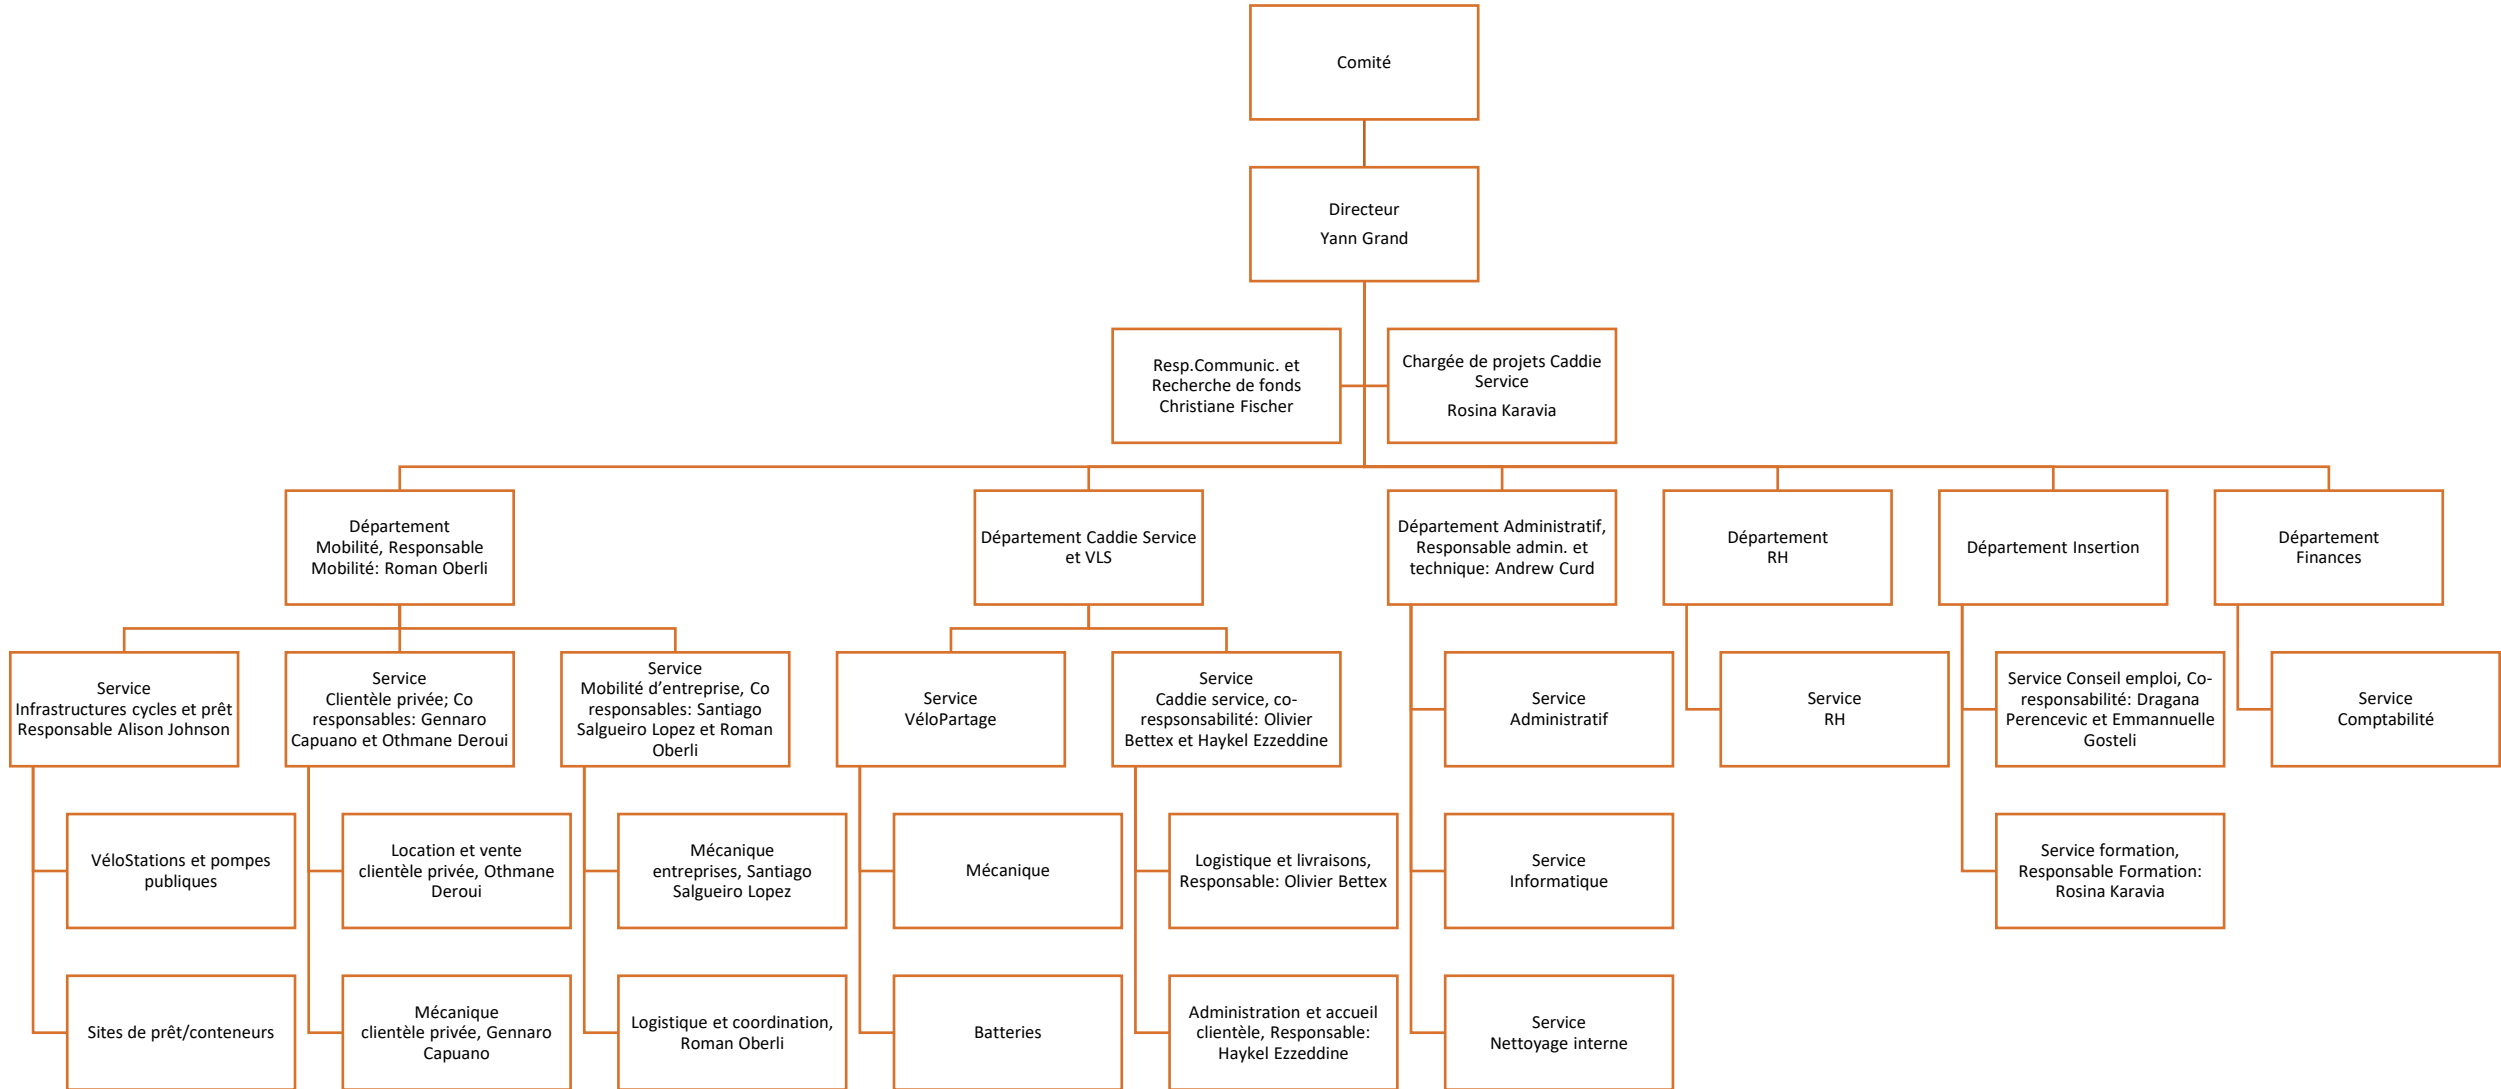 Comité
Directeur
Yann Grand
Resp.Communic. et
Recherche de fonds
Christiane Fischer
Chargée de projets Caddie
Service
Rosina Karavia
Département
Mobilité, Responsable
Mobilité: Roman Oberli
Département Caddie Service
et VLS
Département Administratif,
Responsable admin. et
technique: Andrew Curd
Département
RH
Département Insertion
Département
Finances
Service
Infrastructures cycles et prêt
Responsable Alison Johnson
Service
Clientèle privée; Co
responsables: Gennaro
Capuano et Othmane Deroui
Service
Mobilité d’entreprise, Co
responsables: Santiago
Salgueiro Lopez et Roman
Oberli
Service
VéloPartage
Service
Caddie service, co-
respsonsabilité: Olivier
Bettex et Haykel Ezzeddine
Service
Administratif
Service
RH
Service Conseil emploi, Co-
responsabilité: Dragana
Perencevic et Emmannuelle
Gosteli
Service
Comptabilité
VéloStations et pompes
publiques
Location et vente
clientèle privée, Othmane
Deroui
Mécanique
entreprises, Santiago
Salgueiro Lopez
Mécanique
Logistique et livraisons,
Responsable: Olivier Bettex
Service
Informatique
Service formation,
Responsable Formation:
Rosina Karavia
Sites de prêt/conteneurs
Mécanique
clientèle privée, Gennaro
Capuano
Logistique et coordination,
Roman Oberli
Batteries
Administration et accueil
clientèle, Responsable:
Haykel Ezzeddine
Service
Nettoyage interne